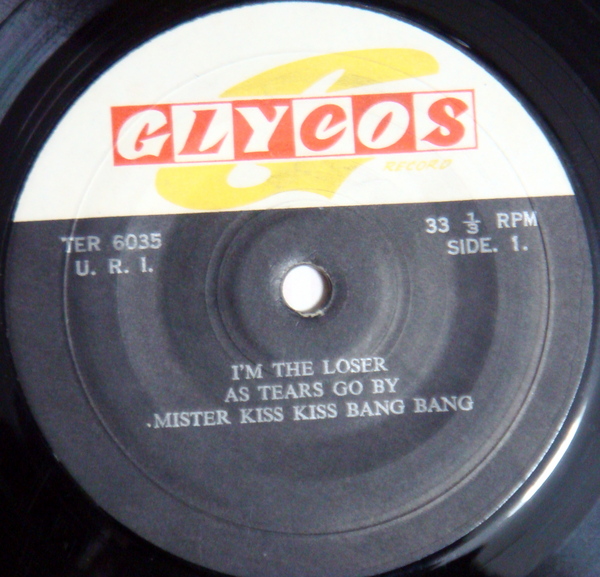 GLYCOS
RECORD
TER 6035
U. R. I.
33 1/3 RPM
SIDE. 1.
I'M THE LOSER
AS TEARS GO BY
.MISTER KISS KISS BANG BANG